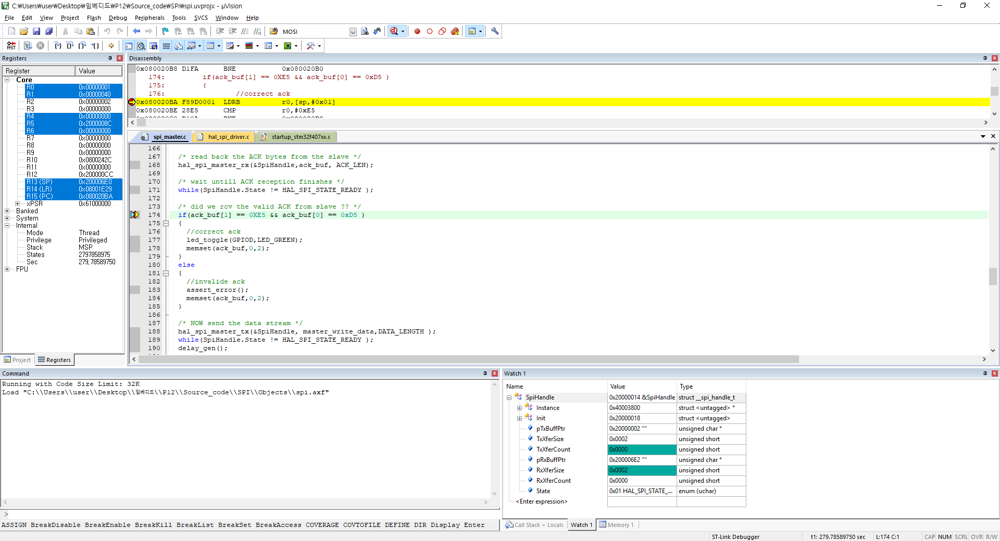 C:₩Users₩user₩Desktop₩임베디드₩P12₩Source_code₩SPI₩spi.uvprojx - µVision
File Edit View Project Flash Debug Peripherals Tools SVCS Window Help
MOSI
RST
Registers
Register Value
Core
R0 0x00000001
R1 0x00000040
R2 0x00000002
R3 0x00000000
R4 0x00000000
R5 0x2000008C
R6 0x00000000
R7 0x00000000
R8 0x00000000
R9 0x00000000
R10 0x0800242C
R11 0x00000000
R12 0x200000CC
R13 (SP) 0x200006E0
R14 (LR) 0x08001E29
R15 (PC) 0x080020BA
xPSR 0x61000000
Banked
System
Internal
Mode Thread
Privilege Privileged
Stack MSP
States 2797858975
Sec 279,78589750
FPU
Project Registers
Disassembly
0x080020B8 D1FA BNE 0x080020B0
174: if(ack_buf[1] == 0XE5 && ack_buf[0] == 0xD5 )
175: {
176: //correct ack
0x080020BA F89D0001 LDRB r0,[sp,#0x01]
0x080020BE 28E5 CMP r0,#0xE5
spi_master.c hal_spi_driver.c startup_stm32f407xx.s
166
167 /* read back the ACK bytes from the slave */
168 hal_spi_master_rx(&SpiHandle,ack_buf, ACK_LEN);
169
170 /* wait untill ACK reception finishes */
171 while(SpiHandle.State != HAL_SPI_STATE_READY );
172
173 /* did we rcv the valid ACK from slave ?? */
174 if(ack_buf[1] == 0XE5 && ack_buf[0] == 0xD5 )
175 {
176 //correct ack
177 led_toggle(GPIOD,LED_GREEN);
178 memset(ack_buf,0,2);
179 }
180 else
181 {
182 //invalide ack
183 assert_error();
184 memset(ack_buf,0,2);
185 }
186
187 /* NOW send the data stream */
188 hal_spi_master_tx(&SpiHandle, master_write_data,DATA_LENGTH );
189 while(SpiHandle.State != HAL_SPI_STATE_READY );
190 delay_gen();
Command
Running with Code Size Limit: 32K
Load "C:\\Users\\user\\Desktop\\임베디드\\P12\\Source_code\\SPI\\Objects\\spi.axf"
>
ASSIGN BreakDisable BreakEnable BreakKill BreakList BreakSet BreakAccess COVERAGE COVTOFILE DEFINE DIR Display Enter
Watch 1
Name Value Type
SpiHandle 0x20000014 &SpiHandle struct __spi_handle_t
Instance 0x40003800 struct <untagged> *
Init 0x20000018 struct <untagged>
pTxBuffPtr 0x20000002 "" unsigned char *
TxXferSize 0x0002 unsigned short
TxXferCount 0x0000 unsigned short
pRxBuffPtr 0x200006E2 "" unsigned char *
RxXferSize 0x0002 unsigned short
RxXferCount 0x0000 unsigned short
State 0x01 HAL_SPI_STATE_... enum (uchar)
<Enter expression>
Call Stack + Locals Watch 1 Memory 1
ST-Link Debugger t1: 279.78589750 sec L:174 C:1 CAP NUM SCRL OVR R/W